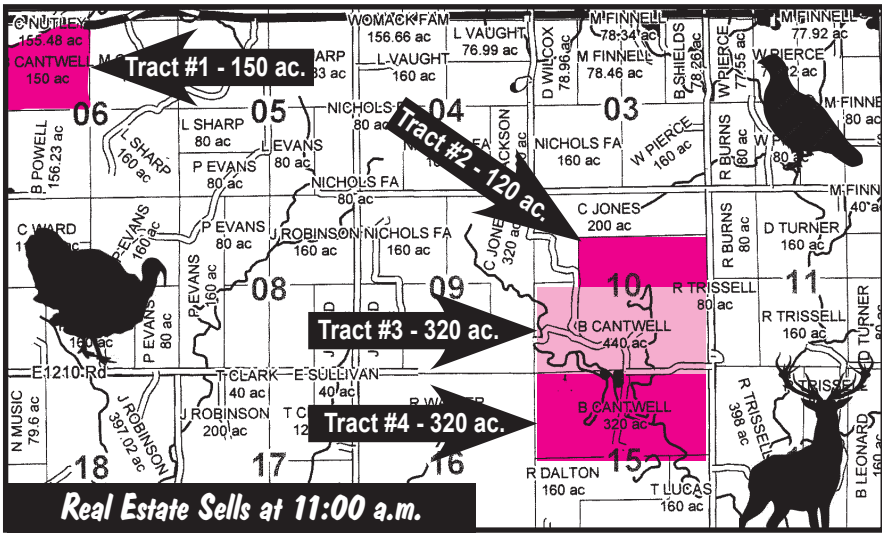 C NUTLEY
155.48 ac
WOMACK FAM
156.66 ac
L VAUGHT
76.99 ac
D WILCOX
78.96 ac
M FINNELL
78.34 ac
M FINNELL
78.46 ac
B SHIELDS
78.26 ac
W PIERCE
77.55 ac
M FINNELL
77.92 ac
W PIERCE
CANTWELL
150 ac
Tract #1 - 150 ac.
L VAUGHT
160 ac
06
05
04
03
B POWELL
156.23 ac
L SHARP
160 ac
L SHARP
80 ac
P EVANS
80 ac
L EVANS
80 ac
NICHOLS
80 ac
NICHOLS FA
80 ac
Tract #2 - 120 ac.
NICHOLS FA
160 ac
W PIERCE
160 ac
R BURNS
80 ac
80 ac
M FINN
80 ac
M FINN
40 ac
C WARD
P EVANS
160 ac
P EVANS
80 ac
J ROBINSON
160 ac
NICHOLS FA
160 ac
C JONES
320 ac
C JONES
200 ac
R BURNS
80 ac
D TURNER
160 ac
P EVANS
160 ac
08
09
10
11
R TRISSELL
80 ac
160 ac
P EVANS
80 ac
Tract #3 - 320 ac.
B CANTWELL
440 ac
R TRISSELL
160 ac
D TURNER
80 ac
E1210 Rd
T CLARK
40 ac
E SULLIVAN
40 ac
N MUSIC
79.6 ac
J ROBINSON
397.02 ac
J ROBINSON
200 ac
Tract #4 - 320 ac.
B CANTWELL
320 ac
R TRISSELL
398 ac
B LEONARD
160 ac
18
17
16
15
R DALTON
160 ac
T LUCAS
160 ac
Real Estate Sells at 11:00 a.m.